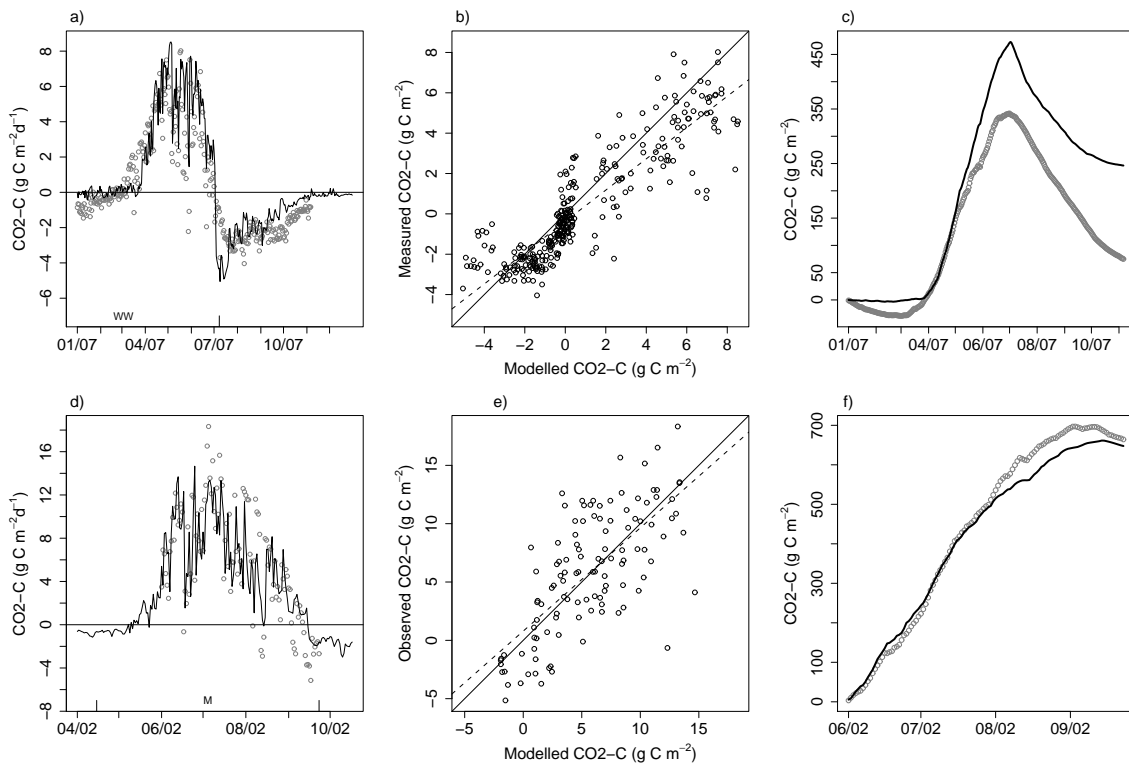 a)
CO2−C (g C m−2d−1)
8
6
4
2
0
−2
−4
−6
WW
01/07 04/07 07/07 10/07
b)
Measured CO2−C (g C m−2)
8
6
4
2
0
−2
−4
−4 −2 0 2 4 6 8
Modelled CO2−C (g C m−2)
c)
CO2−C (g C m−2)
450
350
250
150
50
0
01/07 04/07 06/07 08/07 10/07
d)
CO2−C (g C m−2d−1)
16
12
8
4
0
−4
−8
M
04/02 06/02 08/02 10/02
e)
Observed CO2−C (g C m−2)
15
10
5
0
−5
−5 0 5 10 15
Modelled CO2−C (g C m−2)
f)
CO2−C (g C m−2)
700
500
300
100
0
06/02 07/02 08/02 09/02